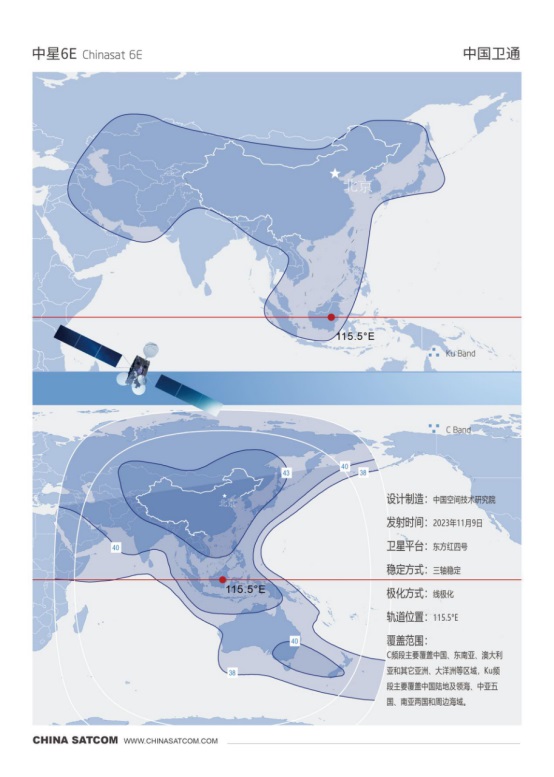 中星6E Chinasat 6E
中国卫通
北京
115.5°E
Ku Band
C Band
43
40
38
北京
40
115.5°E
40
38
设计制造：中国空间技术研究院
发射时间：2023年11月9日
卫星平台：东方红四号
稳定方式：三轴稳定
极化方式：线极化
轨道位置：115.5°E
覆盖范围：
C频段主要覆盖中国、东南亚、澳大利
亚和其它亚洲、大洋洲等区域，Ku频
段主要覆盖中国陆地及领海、中亚五
国、南亚两国和周边海域。
CHINA SATCOM WWW.CHINASATCOM.COM